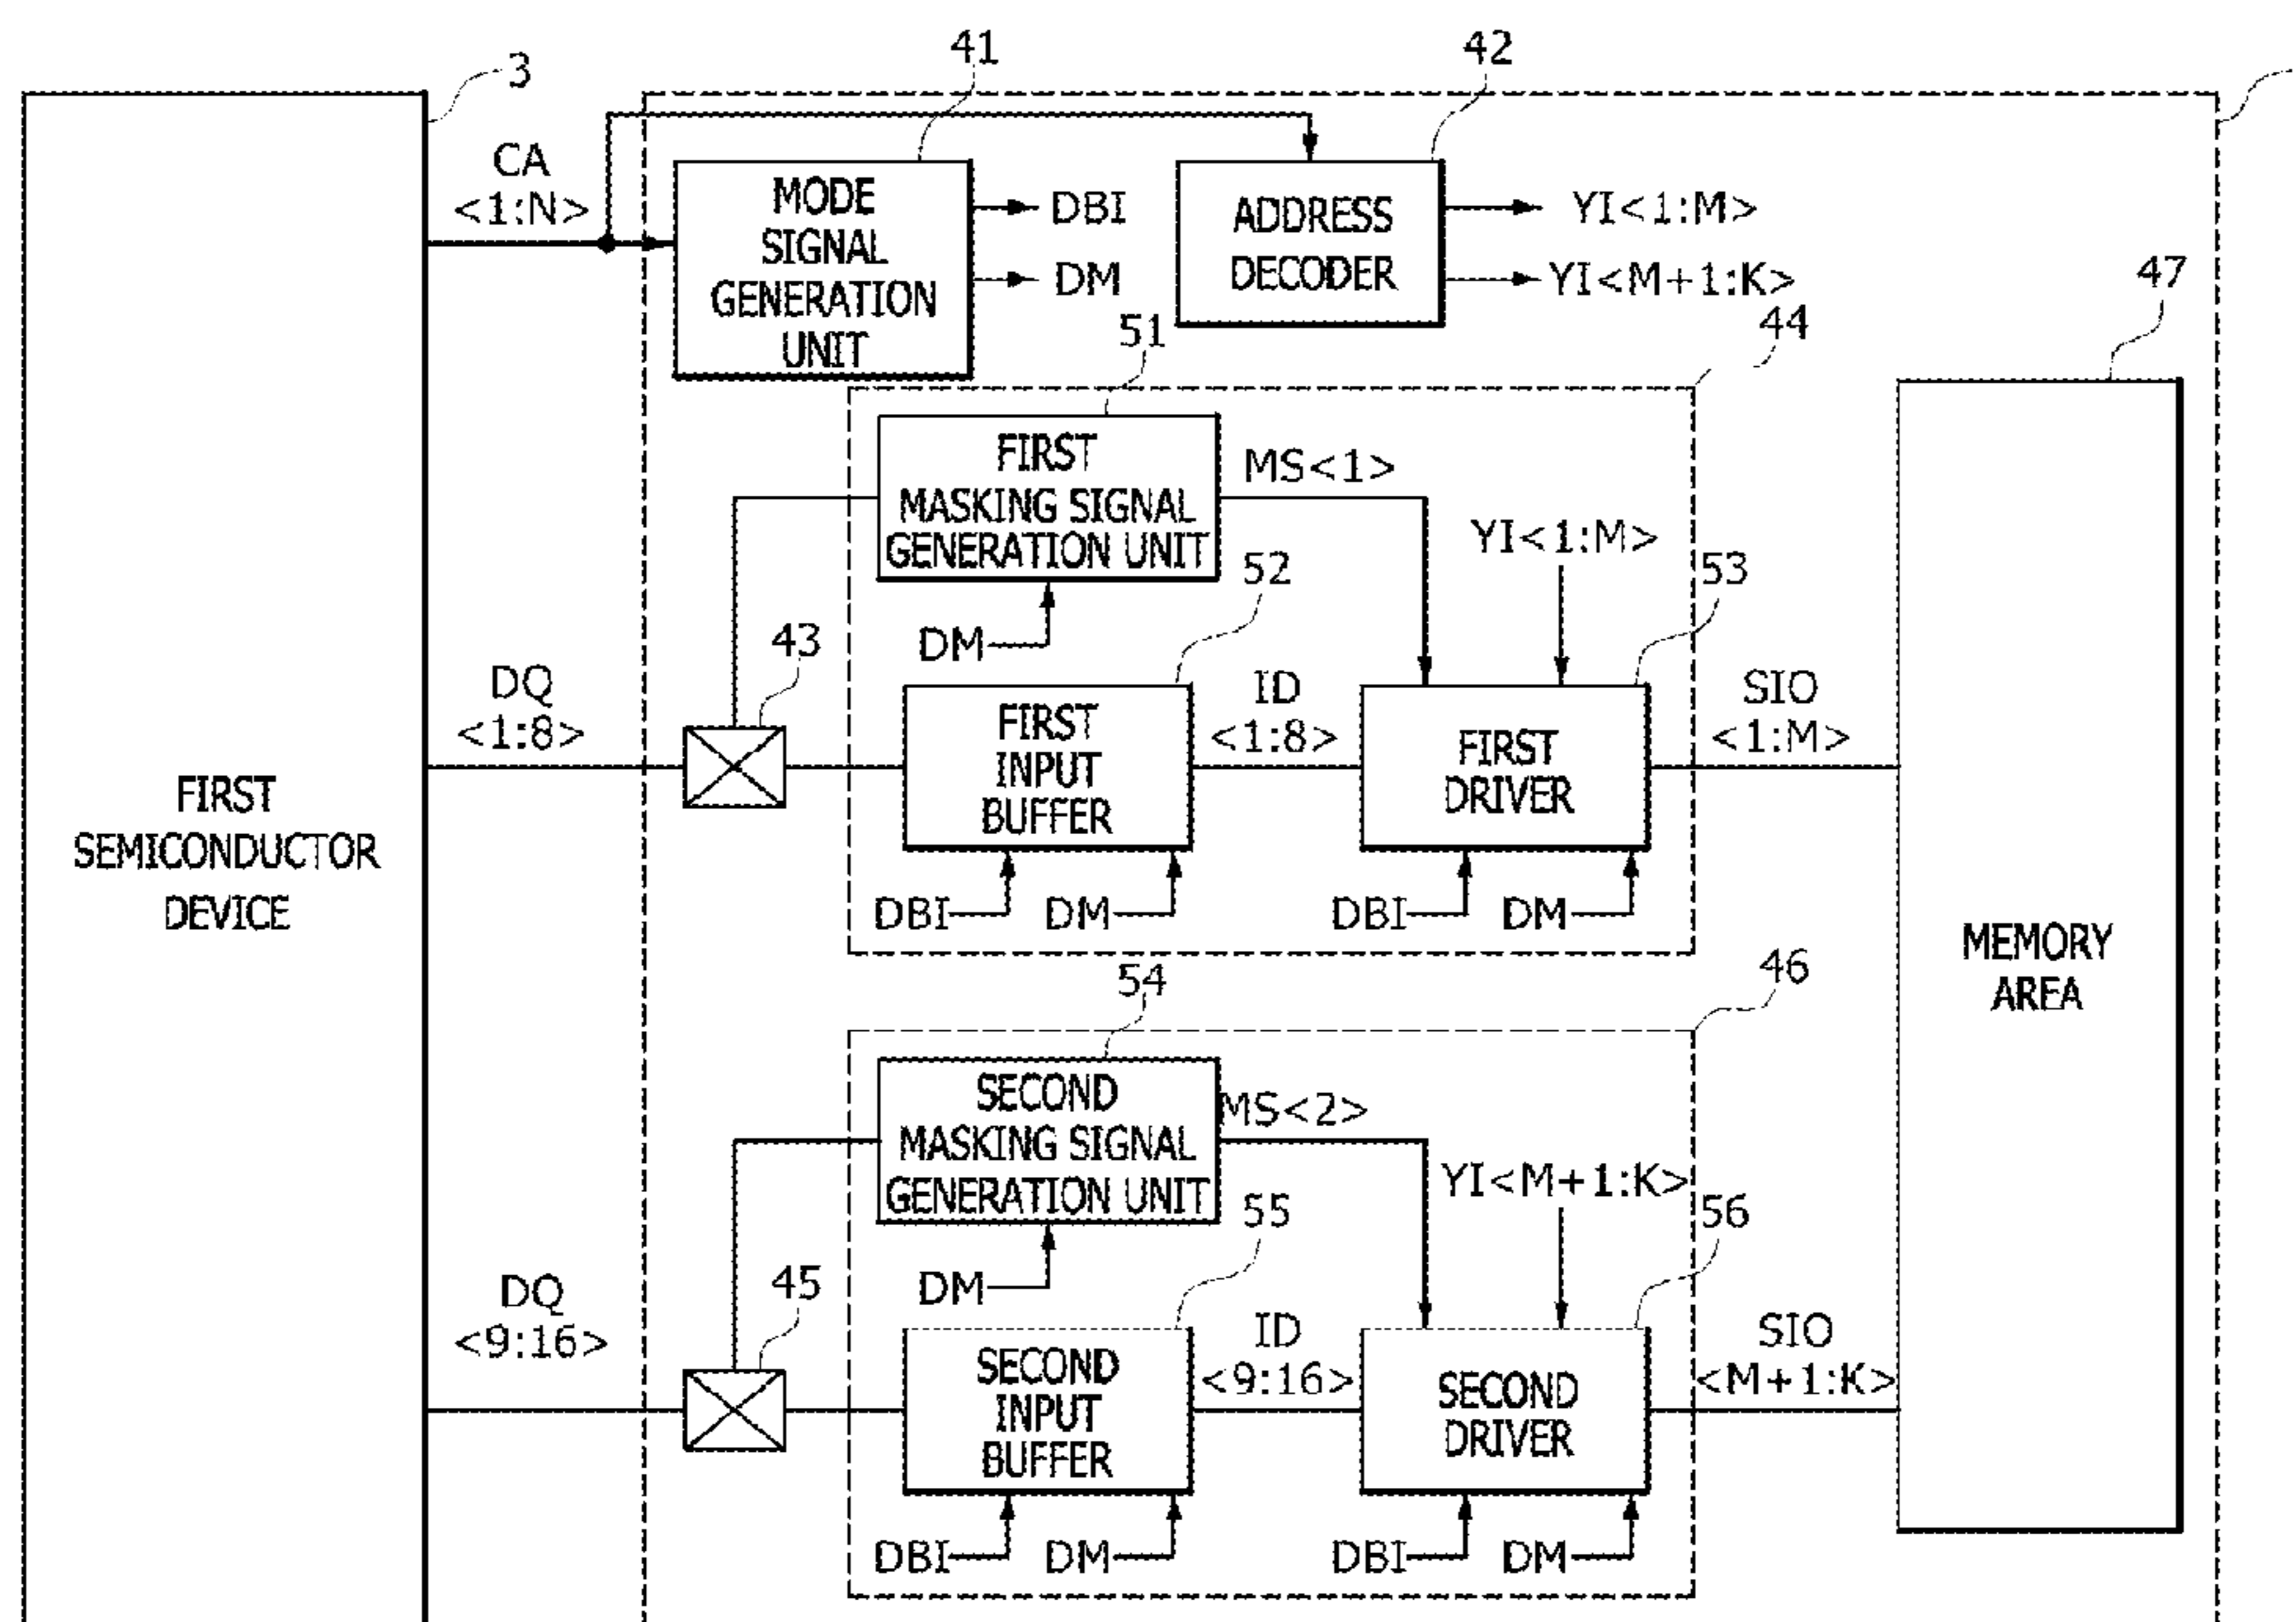 3
41
42
CA
<1:N>
MODE
SIGNAL
GENERATION
UNIT
DBI
DM
ADDRESS
DECODER
YI<1:M>
YI<M+1:K>
44
47
51
FIRST
MASKING SIGNAL
GENERATION UNIT
MS<1>
YI<1:M>
DM
52
53
43
DQ
<1:8>
FIRST
INPUT
BUFFER
ID
<1:8>
FIRST
DRIVER
SIO
<1:M>
DBI
DM
DBI
DM
FIRST
SEMICONDUCTOR
DEVICE
MEMORY
AREA
46
54
SECOND
MASKING SIGNAL
GENERATION UNIT
MS<2>
YI<M+1:K>
DM
55
56
45
DQ
<9:16>
SECOND
INPUT
BUFFER
ID
<9:16>
SECOND
DRIVER
SIO
<M+1:K>
DBI
DM
DBI
DM